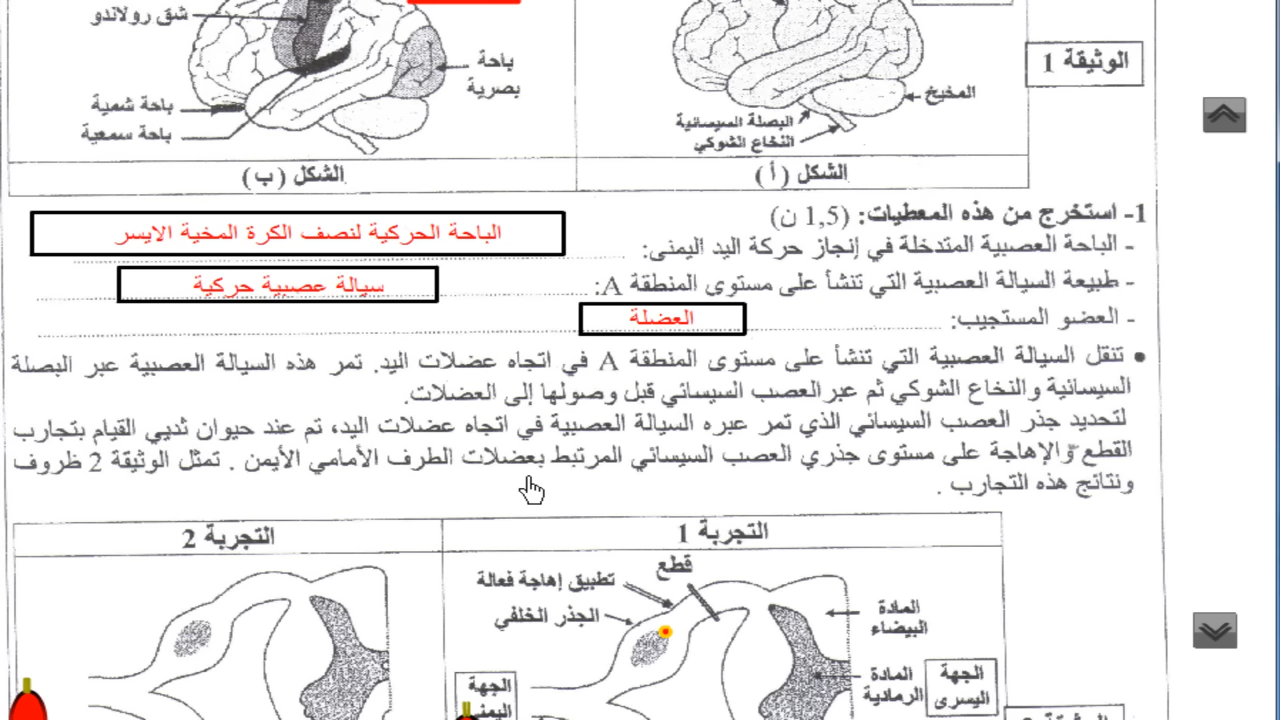 شق رولاندو
باحة
بصرية
باحة شمية
باحة سمعية
الشكل (ب)
المخيخ
البصلة السيسائية
النخاع الشوكي
الشكل (أ)
الوثيقة 1
1- استخرج من هذه المعطيات: (1,5 ن)
- الباحة العصبية المتدخلة في إنجاز حركة اليد اليمنى: الباحة الحركية لنصف الكرة المخية الايسر
- طبيعة السيالة العصبية التي تنشأ على مستوى المنطقة A: سيالة عصبية حركية
- العضو المستجيب: العضلة
• تنقل السيالة العصبية التي تنشأ على مستوى المنطقة A في اتجاه عضلات اليد. تمر هذه السيالة العصبية عبر البصلة
السيسائية والنخاع الشوكي ثم عبر العصب السيسائي قبل وصولها إلى العضلات.
لتحديد جذر العصب السيسائي الذي تمر عبره السيالة العصبية في اتجاه عضلات اليد، تم عند حيوان ثديي القيام بتجارب
القطع والإهاجة على مستوى جذري العصب السيسائي المرتبط بعضلات الطرف الأمامي الأيمن . تمثل الوثيقة 2 ظروف
ونتائج هذه التجارب .
التجربة 1
التجربة 2
قطع
تطبيق إهاجة فعالة
الجذر الخلفي
المادة
البيضاء
المادة
الرمادية
الجهة
اليسرى
الجهة
اليمنى